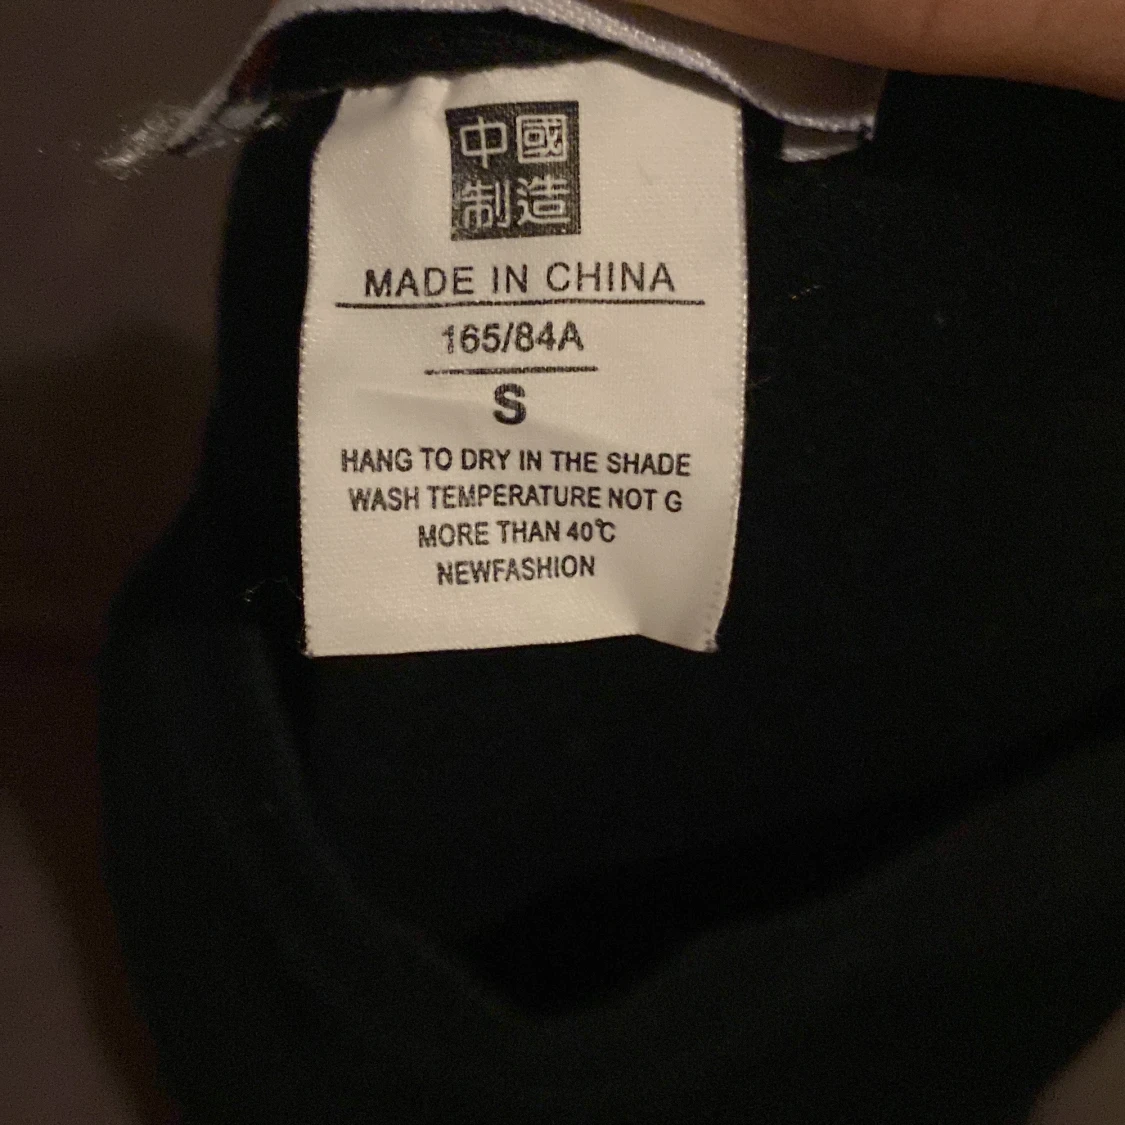 中國
制造
MADE IN CHINA
165/84A
S
HANG TO DRY IN THE SHADE
WASH TEMPERATURE NOT G
MORE THAN 40℃
NEWFASHION